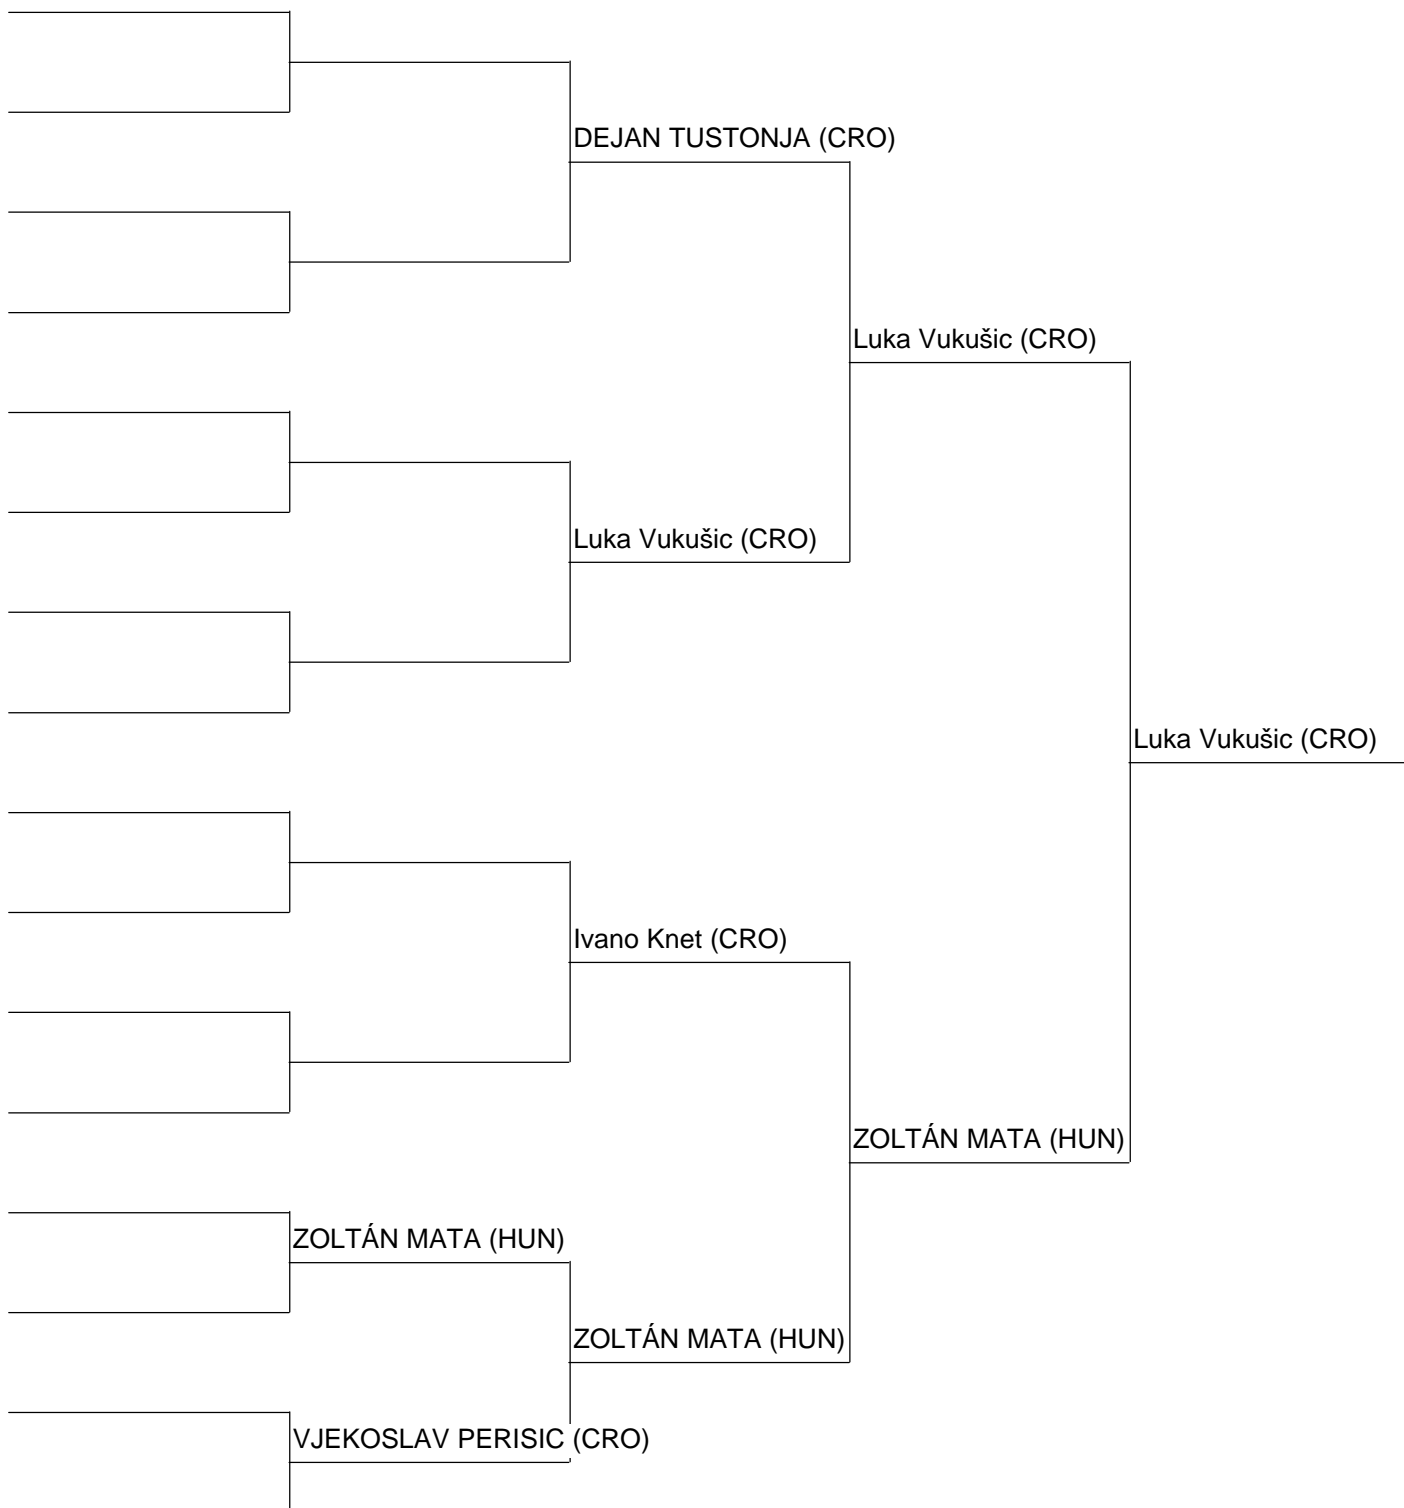 DEJAN TUSTONJA (CRO)
Luka Vukušic (CRO)
Luka Vukušic (CRO)
Luka Vukušic (CRO)
Ivano Knet (CRO)
ZOLTÁN MATA (HUN)
ZOLTÁN MATA (HUN)
ZOLTÁN MATA (HUN)
VJEKOSLAV PERISIC (CRO)